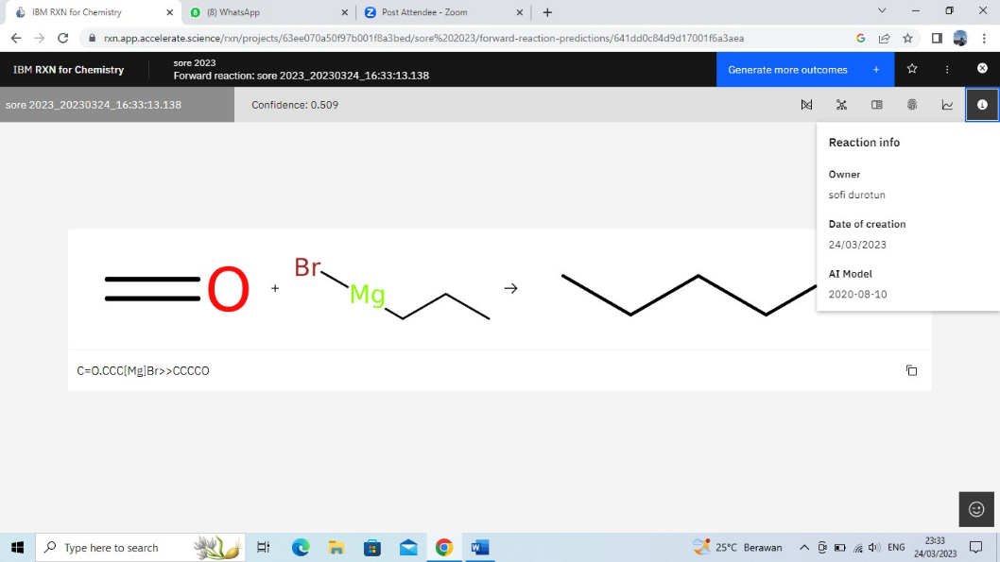 IBM RXN for Chemistry
(8) WhatsApp
Post Attendee - Zoom
rxn.app.accelerate.science/rxn/projects/63ee070a50f97b001f8a3bed/sore%202023/forward-reaction-predictions/641dd0c84d9d17001f6a3aea
IBM RXN for Chemistry
sore 2023
Forward reaction: sore 2023_20230324_16:33:13.138
Generate more outcomes +
sore 2023_20230324_16:33:13.138
Confidence: 0.509
Reaction info
Owner
sofi durotun
Date of creation
24/03/2023
AI Model
2020-08-10
O
+
Br
Mg
C=O.CCC[Mg]Br>>CCCCO
Type here to search
25°C Berawan
ENG
23:33
24/03/2023